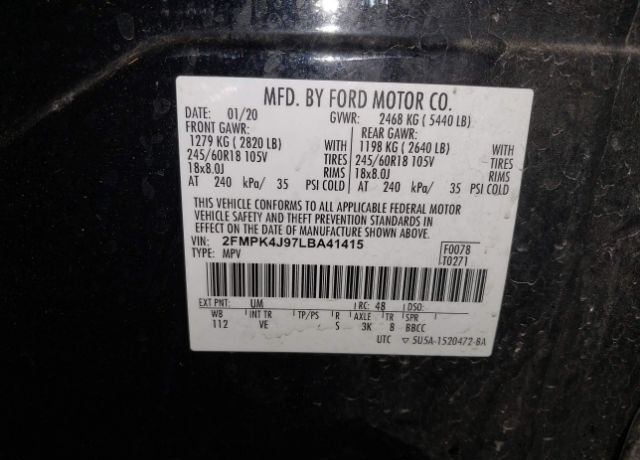 MFD. BY FORD MOTOR CO.
DATE: 01/20 GVWR: 2468 KG ( 5440 LB)
FRONT GAWR: REAR GAWR:
1279 KG ( 2820 LB) WITH 1198 KG ( 2640 LB) WITH
245/60R18 105V TIRES 245/60R18 105V TIRES
18x8.0J RIMS 18x8.0J RIMS
AT 240 kPa/ 35 PSI COLD AT 240 kPa/ 35 PSI COLD
THIS VEHICLE CONFORMS TO ALL APPLICABLE FEDERAL MOTOR
VEHICLE SAFETY AND THEFT PREVENTION STANDARDS IN
EFFECT ON THE DATE OF MANUFACTURE SHOWN ABOVE.
VIN: 2FMPK4J97LBA41415 F0078
TYPE: MPV T0271
EXT PNT: UM RC: 48 DSO:
WB INT TR TP/PS R AXLE TR SPR
112 VE S 3K 8 BBCC
UTC ▽ 5U5A-1520472-BA